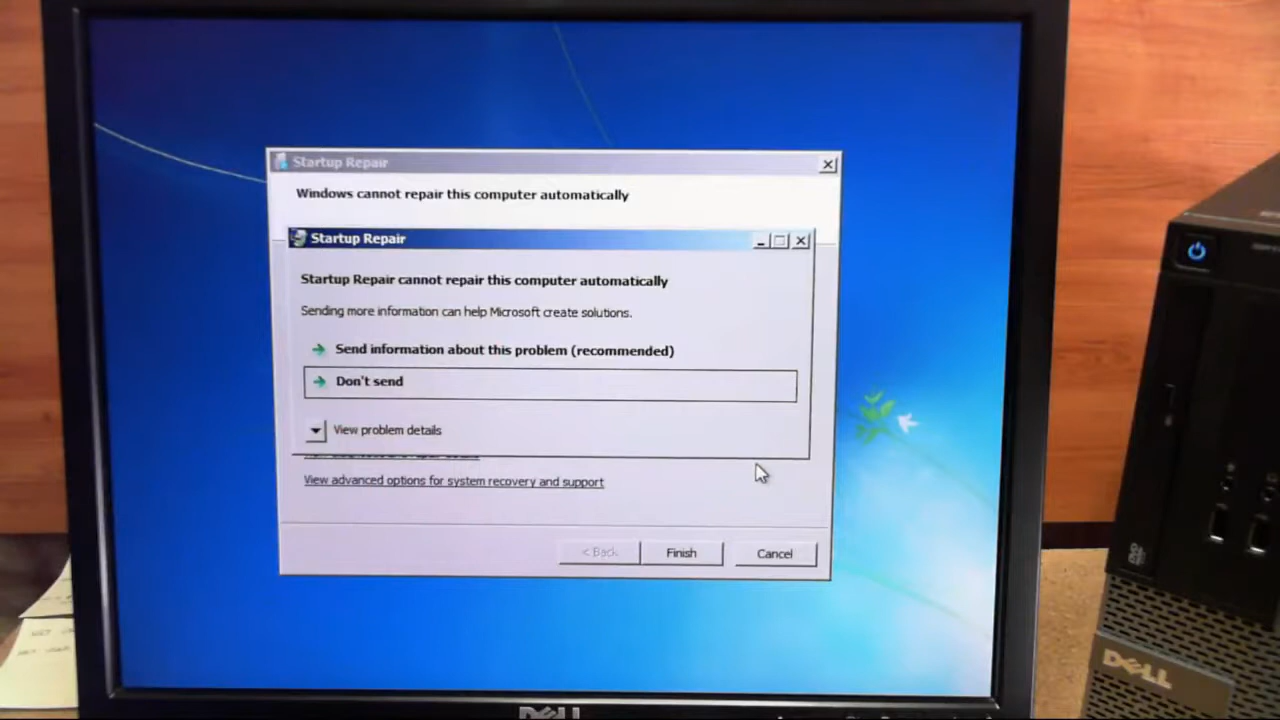 Startup Repair
Windows cannot repair this computer automatically
Startup Repair
Startup Repair cannot repair this computer automatically
Sending more information can help Microsoft create solutions.
Send information about this problem (recommended)
Don't send
View problem details
View advanced options for system recovery and support
< Back
Finish
Cancel
DELL
DELL